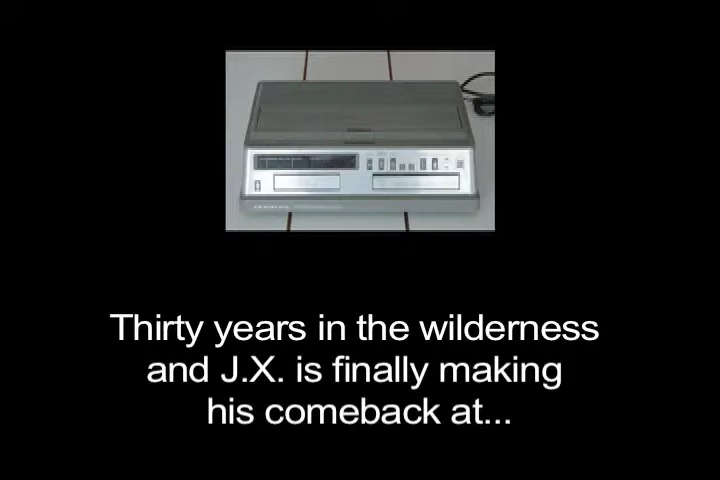 Thirty years in the wilderness
and J.X. is finally making
his comeback at...